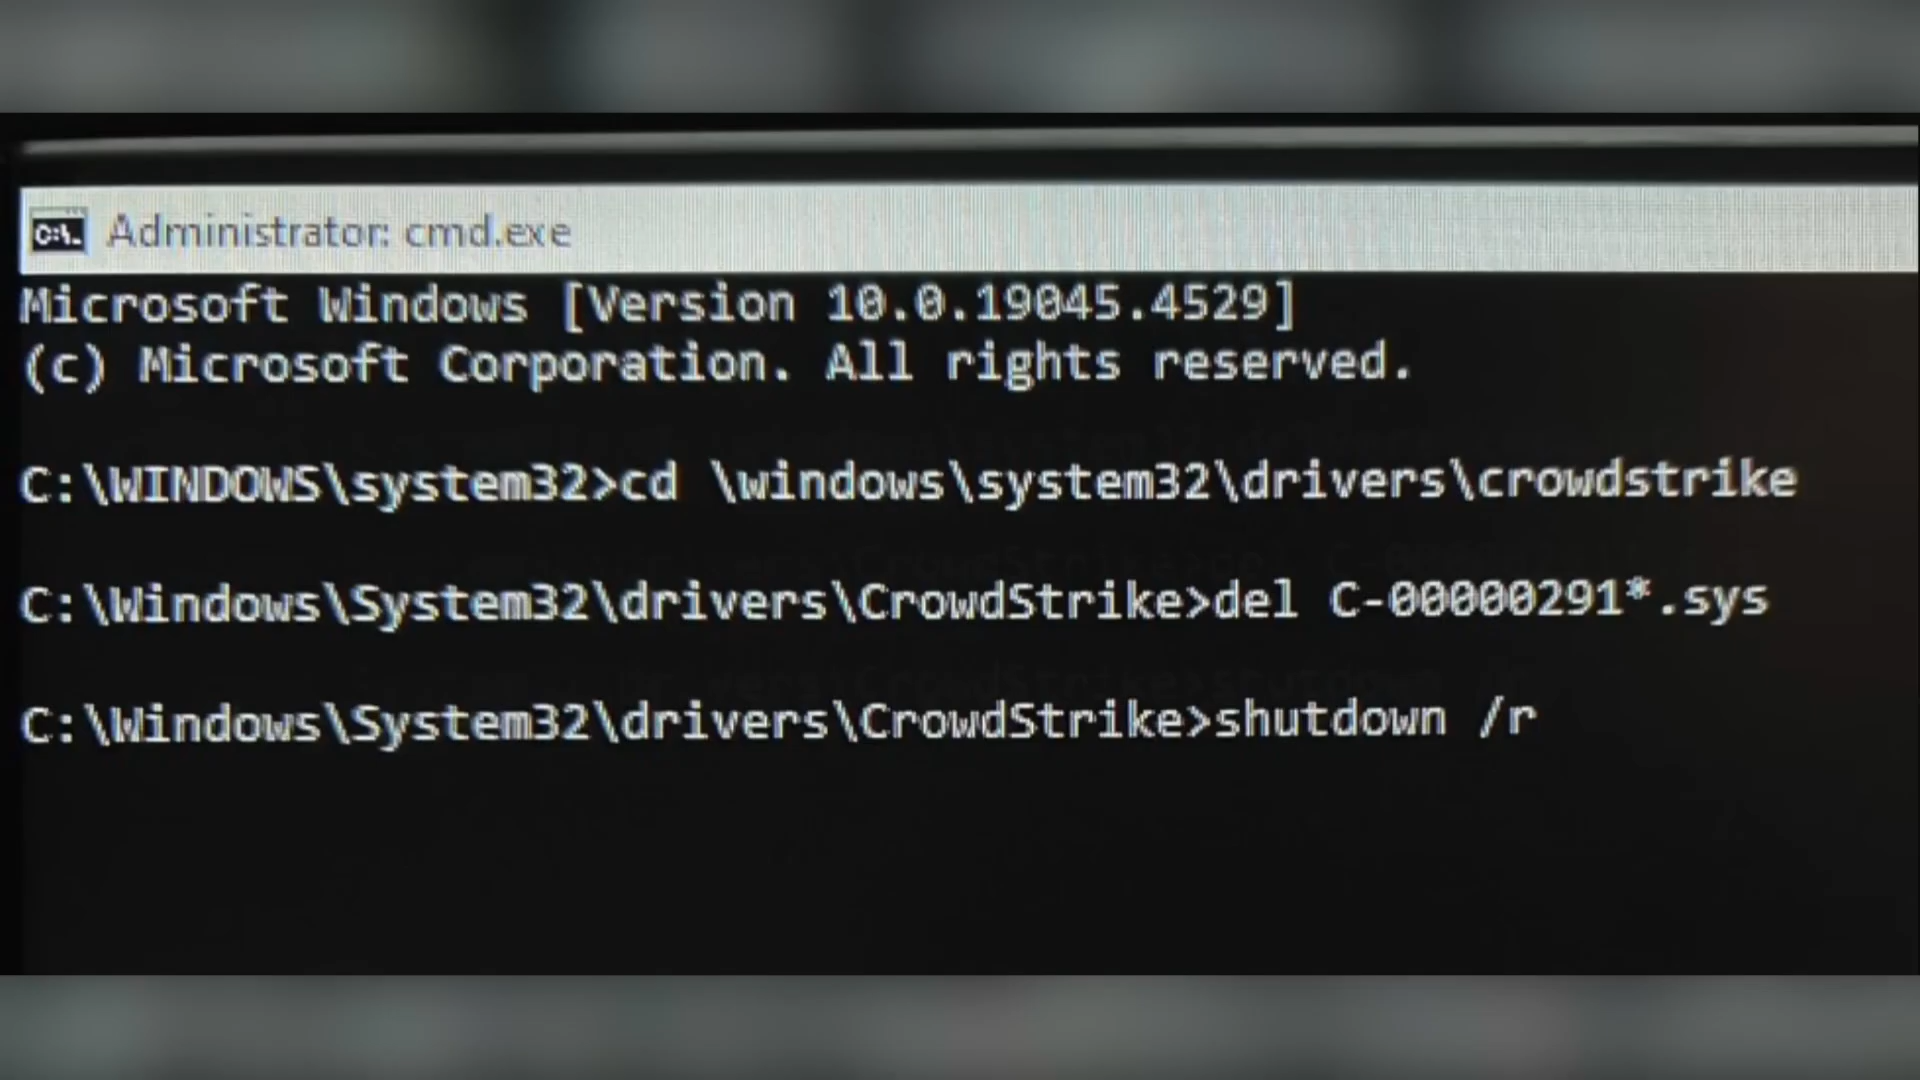 C:\.
Administrator: cmd.exe
Microsoft Windows [Version 10.0.19045.4529]
(c) Microsoft Corporation. All rights reserved.
C:\WINDOWS\system32>cd \windows\system32\drivers\crowdstrike
C:\Windows\System32\drivers\CrowdStrike>del C-00000291*.sys
C:\Windows\System32\drivers\CrowdStrike>shutdown /r